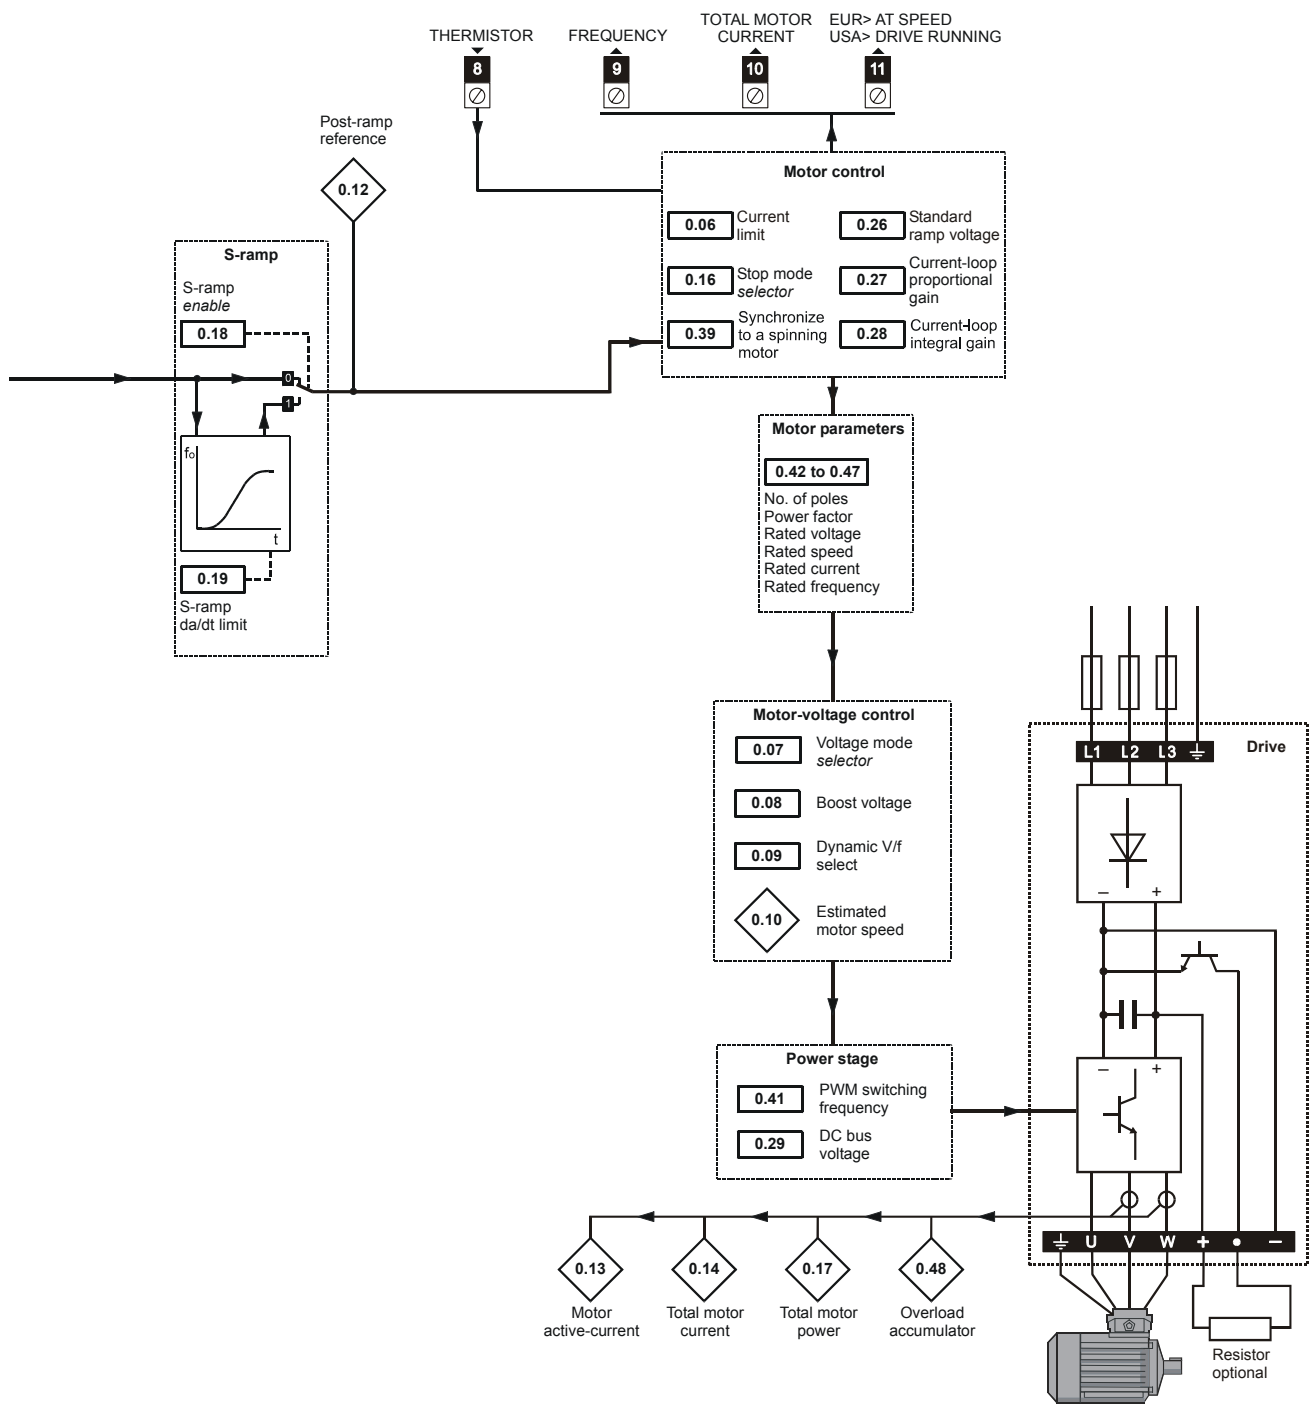 THERMISTOR
FREQUENCY
TOTAL MOTOR
CURRENT
EUR> AT SPEED
USA> DRIVE RUNNING
8
9
10
11
Post-ramp
reference
0.12
S-ramp
S-ramp
enable
0.18
0
1
fo
t
0.19
S-ramp
da/dt limit
Motor control
0.06
Current
limit
0.26
Standard
ramp voltage
0.16
Stop mode
selector
0.27
Current-loop
proportional
gain
0.39
Synchronize
to a spinning
motor
0.28
Current-loop
integral gain
Motor parameters
0.42 to 0.47
No. of poles
Power factor
Rated voltage
Rated speed
Rated current
Rated frequency
Motor-voltage control
0.07
Voltage mode
selector
0.08
Boost voltage
0.09
Dynamic V/f
select
0.10
Estimated
motor speed
Power stage
0.41
PWM switching
frequency
0.29
DC bus
voltage
Drive
L1 L2 L3
– +
– +
U V W + • –
0.13
Motor
active-current
0.14
Total motor
current
0.17
Total motor
power
0.48
Overload
accumulator
Resistor
optional